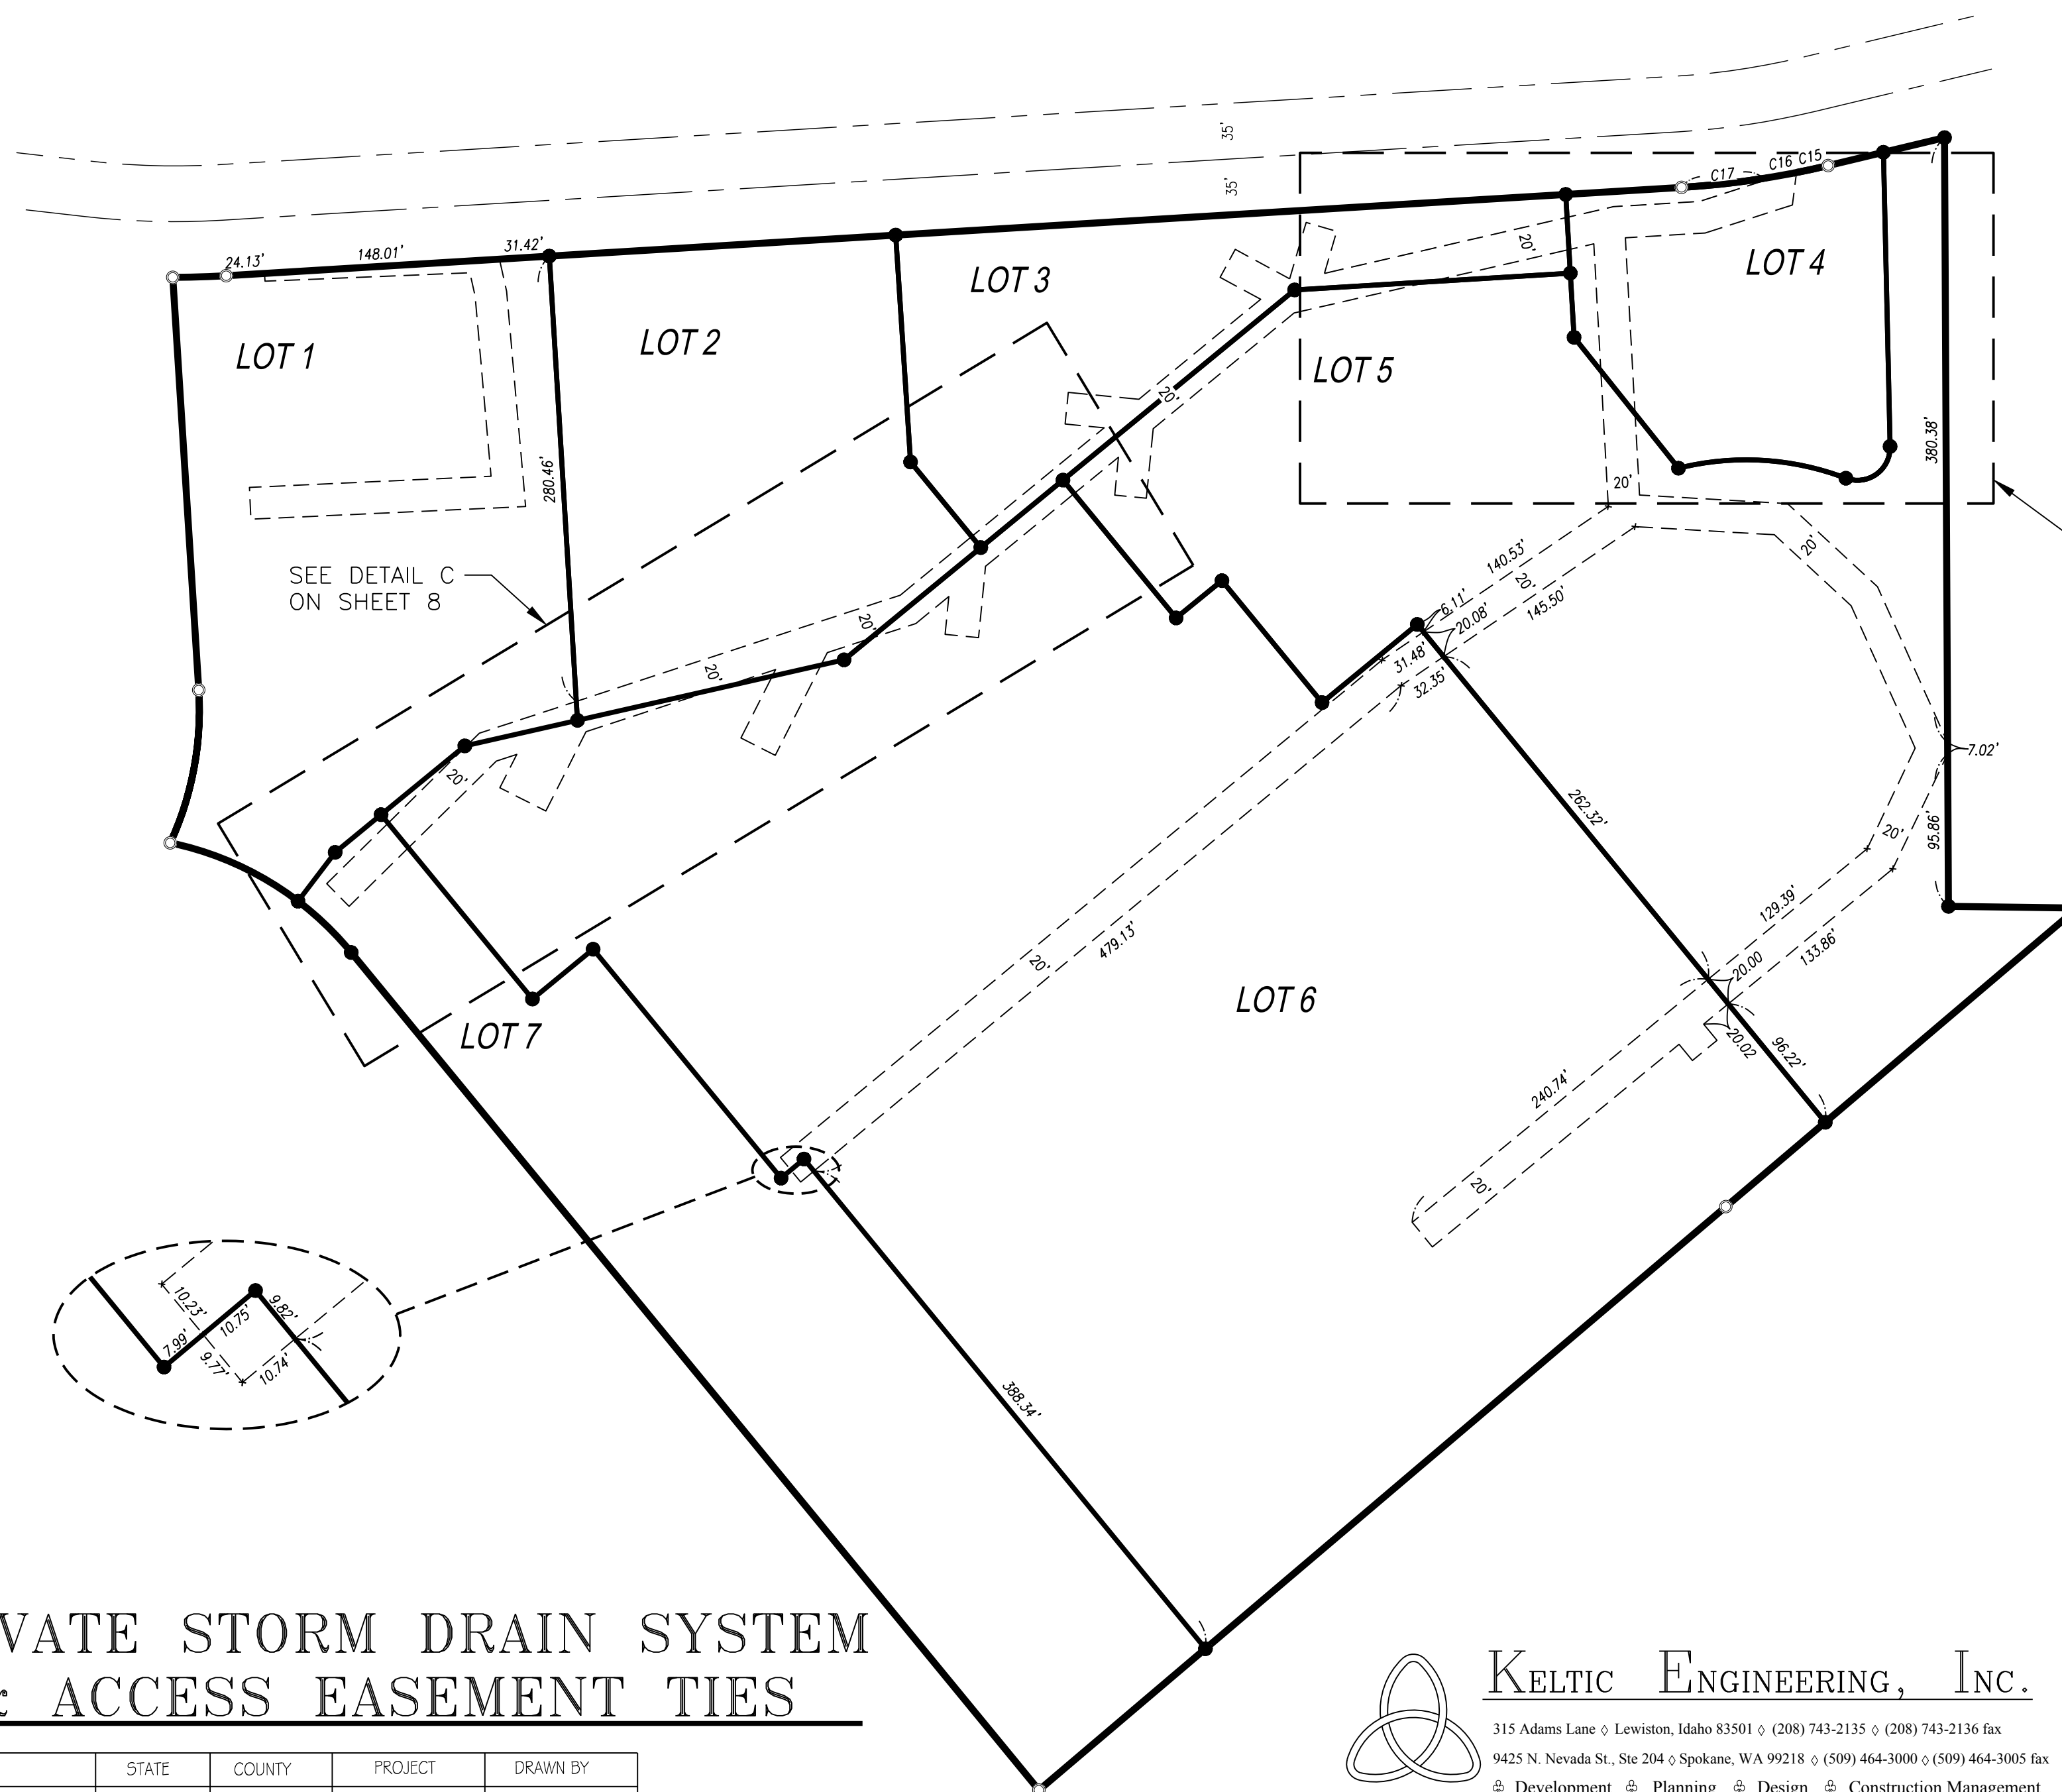 35'
35'
24.13'
148.01'
31.42'
C17
C16
C15
LOT 1
LOT 2
LOT 3
LOT 4
LOT 5
20'
20'
280.46'
380.38'
SEE DETAIL C
ON SHEET 8
20'
20'
20'
20'
20'
140.53'
20'
145.50'
6.11'
20.08'
31.48'
32.35'
7.02'
262.32'
95.86'
20'
129.39'
133.86'
20.00
20.02
96.22'
20'
479.13'
LOT 6
LOT 7
240.74'
20'
10.23'
9.82'
10.75'
7.99'
9.77'
10.74'
388.34'
VATE STORM DRAIN SYSTEM
& ACCESS EASEMENT TIES
STATE COUNTY PROJECT DRAWN BY
KELTIC ENGINEERING, INC.
315 Adams Lane ◊ Lewiston, Idaho 83501 ◊ (208) 743-2135 ◊ (208) 743-2136 fax
9425 N. Nevada St., Ste 204 ◊ Spokane, WA 99218 ◊ (509) 464-3000 ◊ (509) 464-3005 fax
♧ Development ♧ Planning ♧ Design ♧ Construction Management